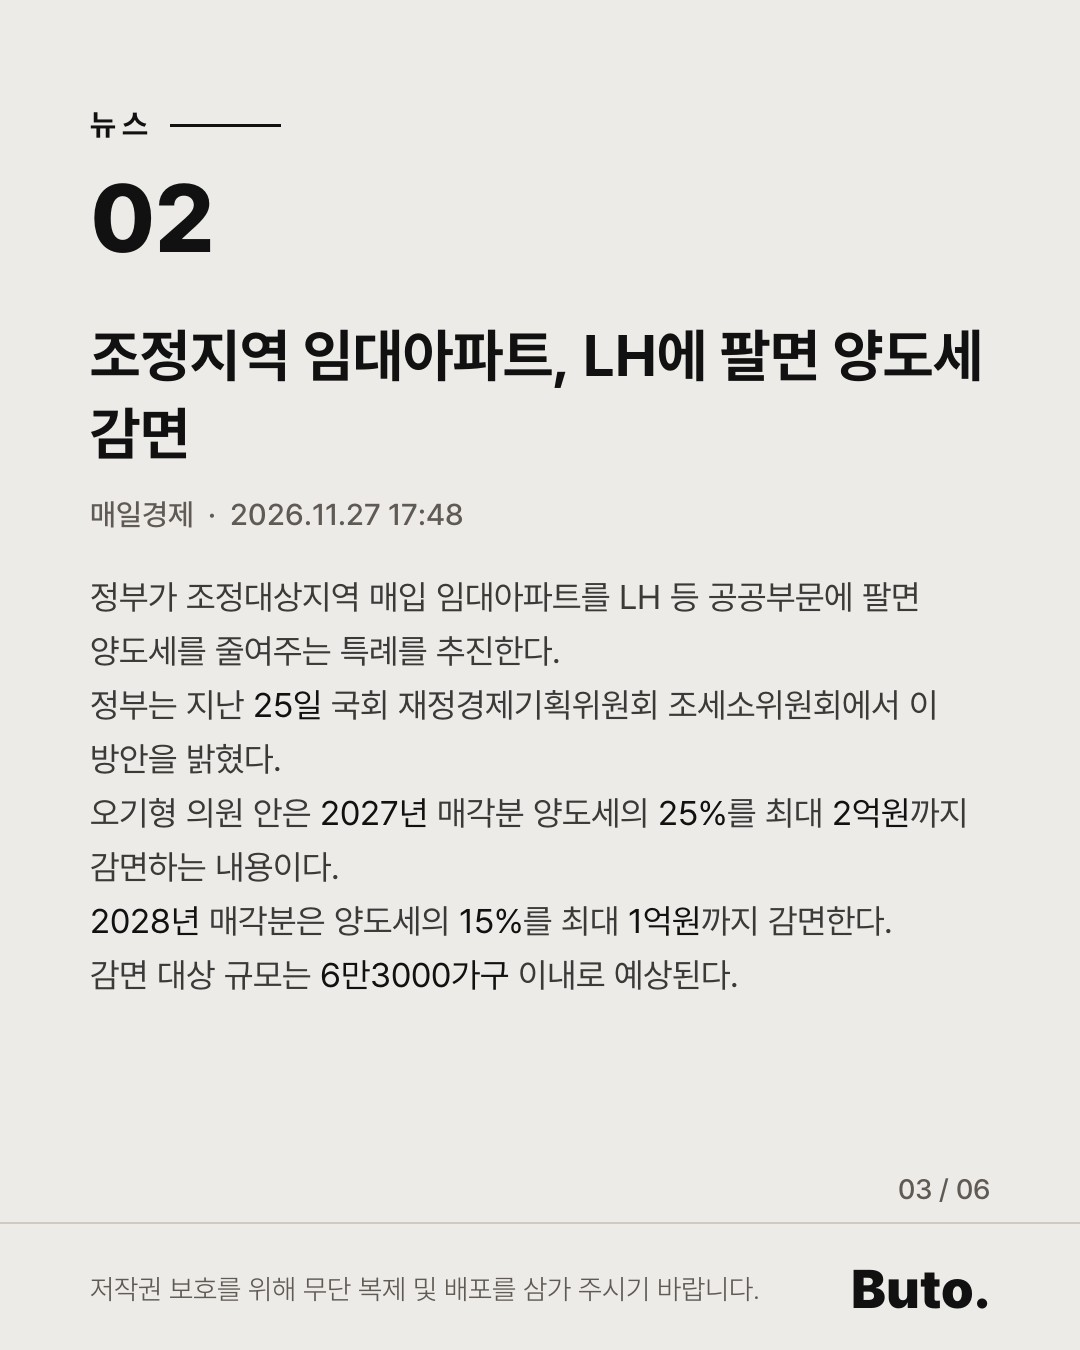 뉴스
02
조정지역 임대아파트, LH에 팔면 양도세
감면
매일경제 · 2026.11.27 17:48
정부가 조정대상지역 매입 임대아파트를 LH 등 공공부문에 팔면
양도세를 줄여주는 특례를 추진한다.
정부는 지난 25일 국회 재정경제기획위원회 조세소위원회에서 이
방안을 밝혔다.
오기형 의원 안은 2027년 매각분 양도세의 25%를 최대 2억원까지
감면하는 내용이다.
2028년 매각분은 양도세의 15%를 최대 1억원까지 감면한다.
감면 대상 규모는 6만3000가구 이내로 예상된다.
03 / 06
저작권 보호를 위해 무단 복제 및 배포를 삼가 주시기 바랍니다.
Buto.